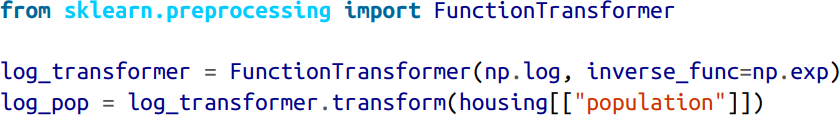 from sklearn.preprocessing import FunctionTransformer
log_transformer = FunctionTransformer(np.log, inverse_func=np.exp)
log_pop = log_transformer.transform(housing[["population"]])